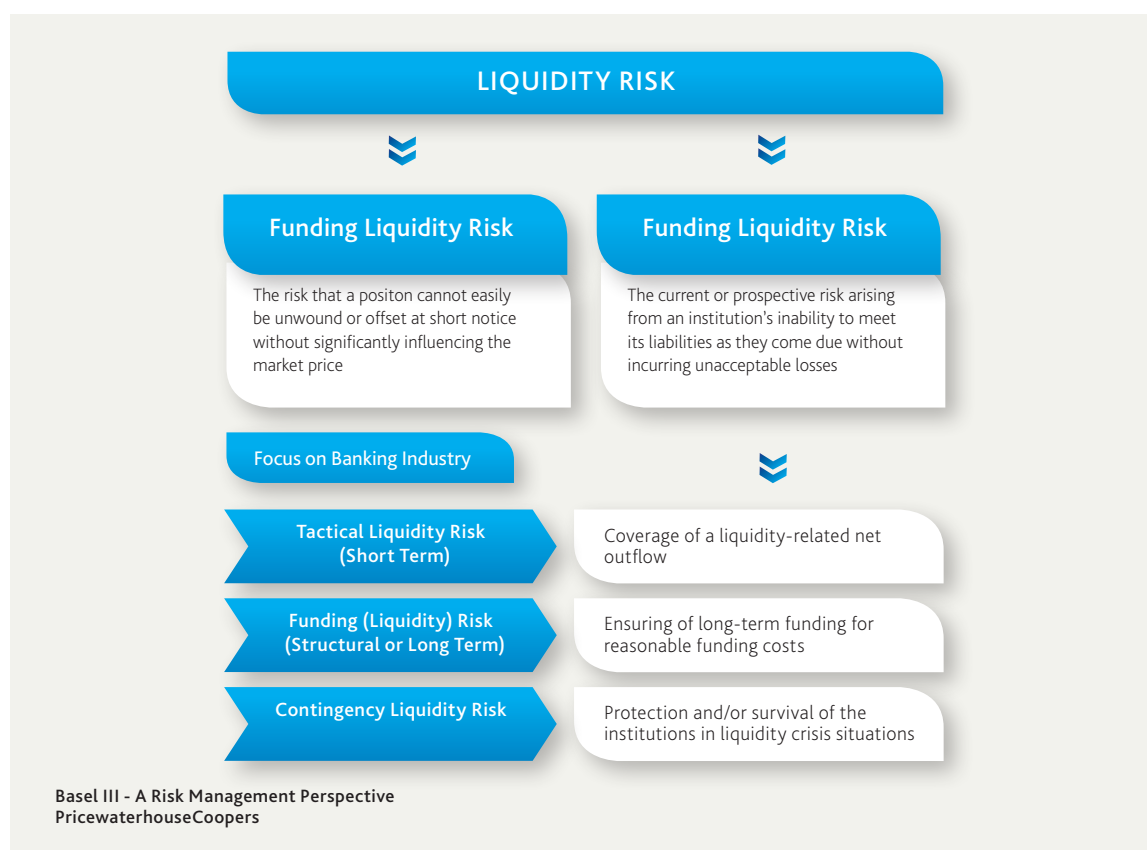 LIQUIDITY RISK
Funding Liquidity Risk
The risk that a positon cannot easily
be unwound or offset at short notice
without significantly influencing the
market price
Funding Liquidity Risk
The current or prospective risk arising
from an institution's inability to meet
its liabilities as they come due without
incurring unacceptable losses
Focus on Banking Industry
Tactical Liquidity Risk
(Short Term)
Coverage of a liquidity-related net
outflow
Funding (Liquidity) Risk
(Structural or Long Term)
Ensuring of long-term funding for
reasonable funding costs
Contingency Liquidity Risk
Protection and/or survival of the
institutions in liquidity crisis situations
Basel III - A Risk Management Perspective
PricewaterhouseCoopers